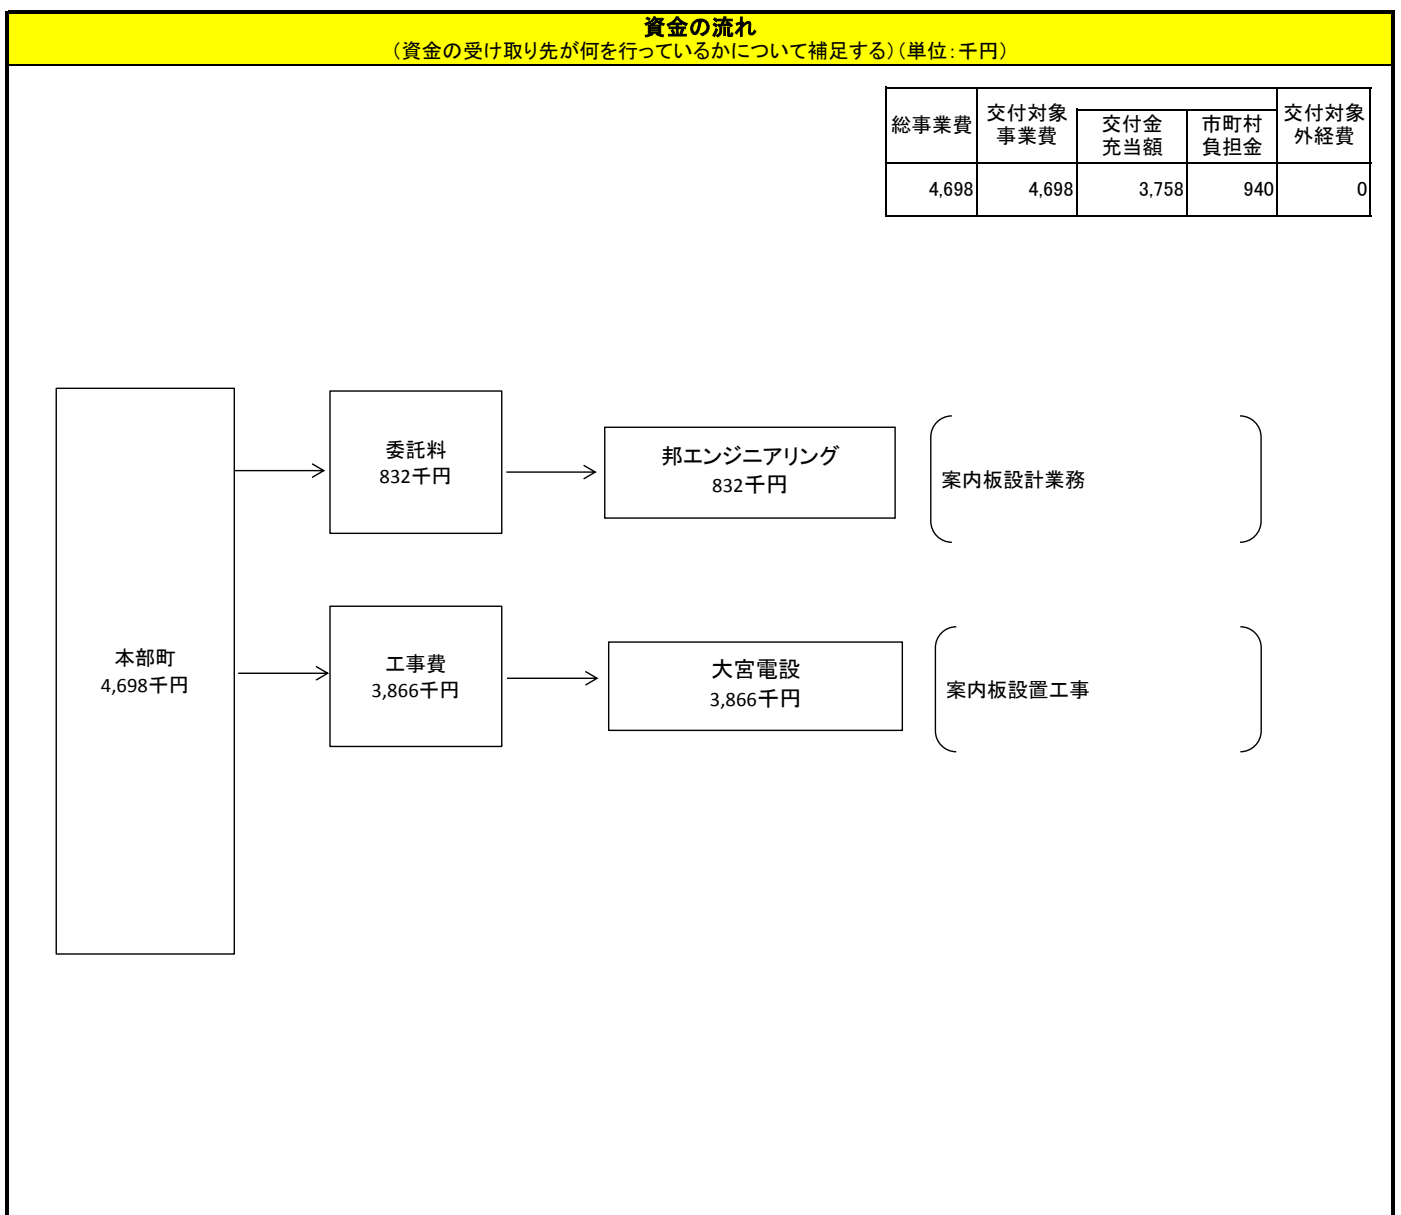 資金の流れ
（資金の受け取り先が何を行っているかについて補足する）（単位：千円）
総事業費
交付対象
事業費
交付金
充当額
市町村
負担金
交付対象
外経費
4,698 4,698 3,758 940 0
委託料
832千円
邦エンジニアリング
832千円
案内板設計業務
本部町
4,698千円
工事費
3,866千円
大宮電設
3,866千円
案内板設置工事